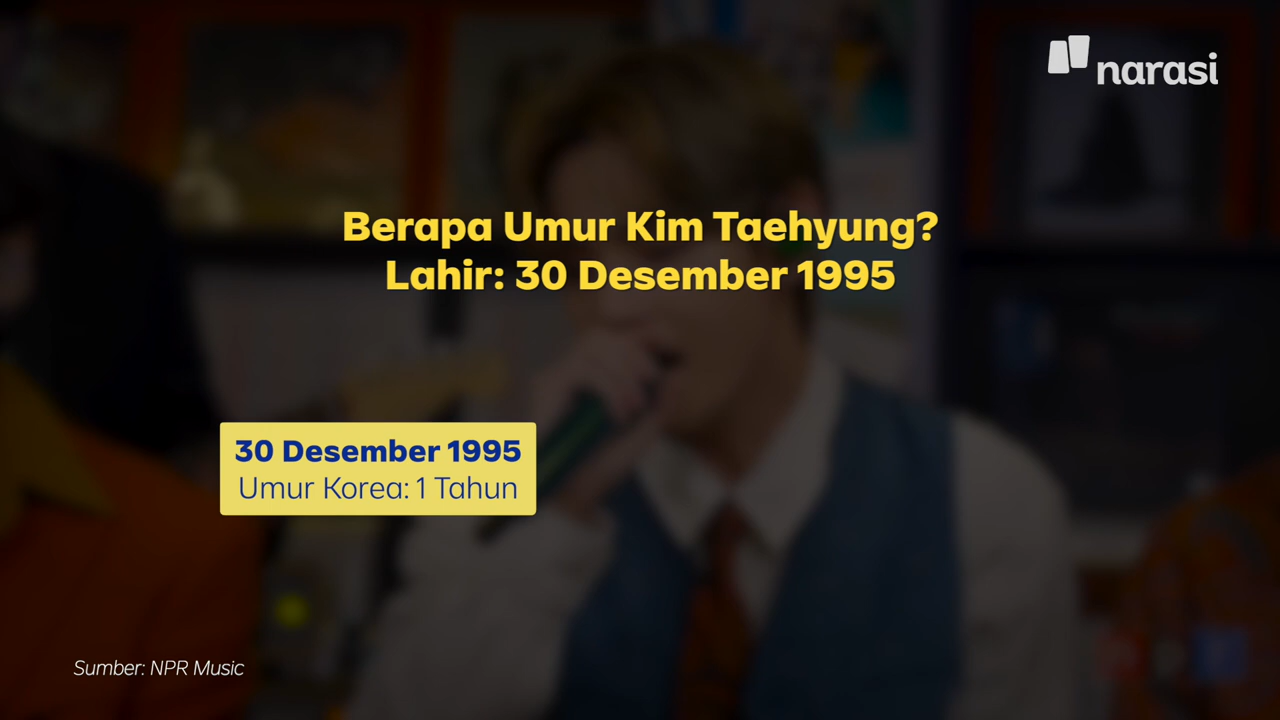 narasi
Berapa Umur Kim Taehyung?
Lahir: 30 Desember 1995
30 Desember 1995
Umur Korea: 1 Tahun
Sumber: NPR Music